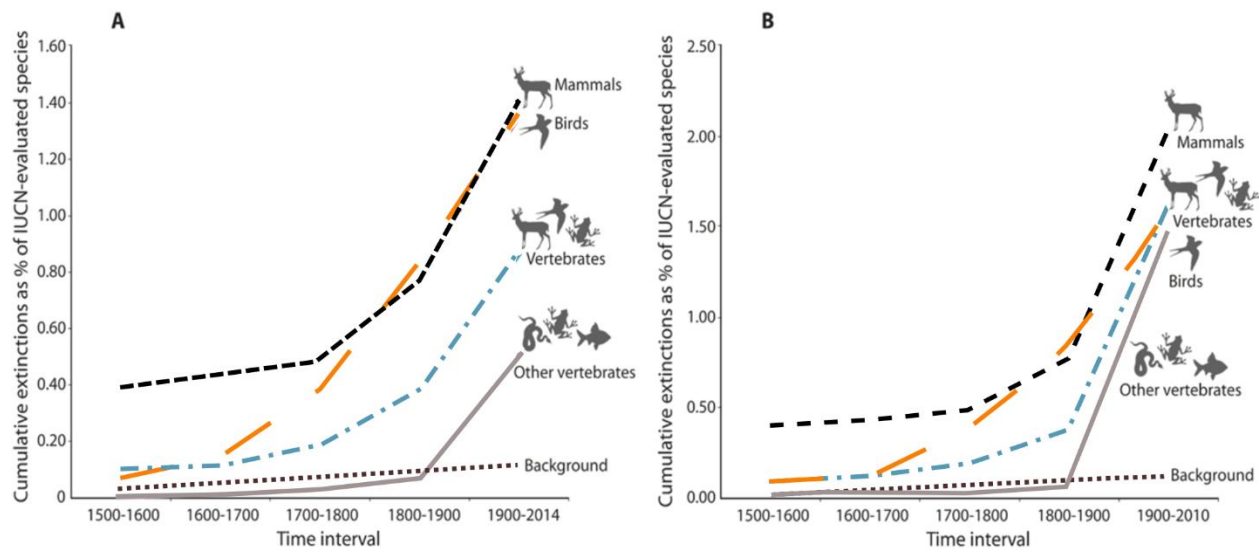 A
Cumulative extinctions as % of IUCN-evaluated species
1.60
1.40
1.20
1.00
0.80
0.60
0.40
0.20
0
Mammals
Birds
Vertebrates
Other vertebrates
Background
1500-1600
1600-1700
1700-1800
1800-1900
1900-2014
Time interval
B
Cumulative extinctions as % of IUCN-evaluated species
2.50
2.00
1.50
1.00
0.50
0.00
Mammals
Vertebrates
Birds
Other vertebrates
Background
1500-1600
1600-1700
1700-1800
1800-1900
1900-2010
Time interval